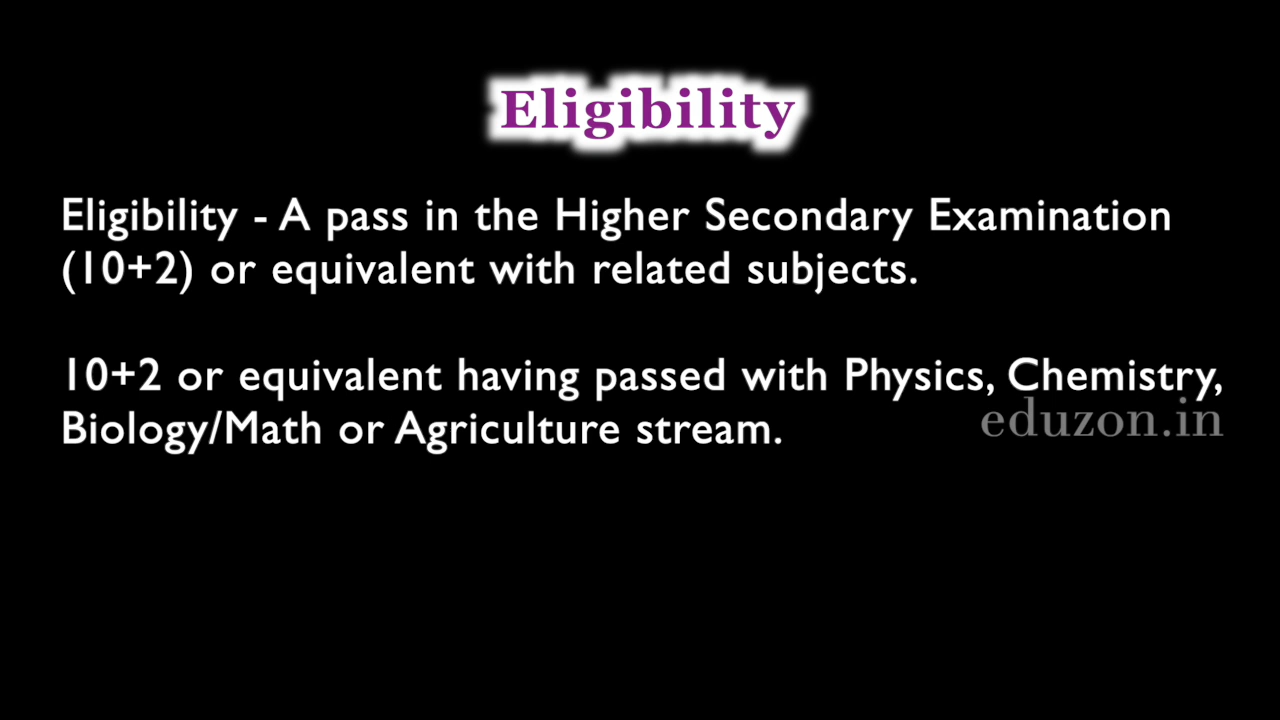 Eligibility
Eligibility - A pass in the Higher Secondary Examination
(10+2) or equivalent with related subjects.
10+2 or equivalent having passed with Physics, Chemistry,
Biology/Math or Agriculture stream.
eduzon.in